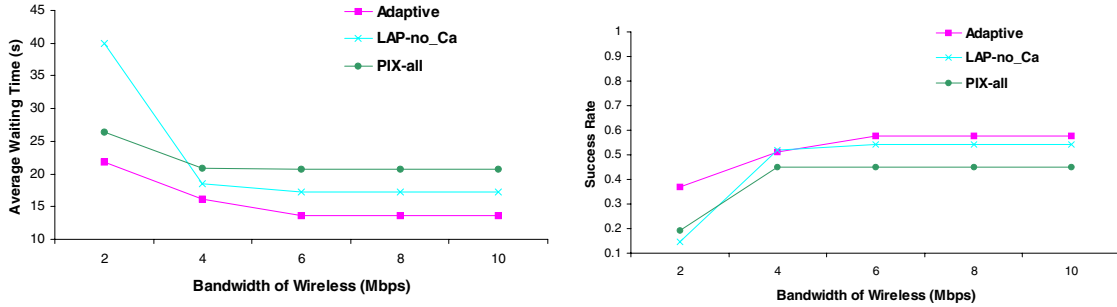 Average Waiting Time (s)
45
40
35
30
25
20
15
10
2 4 6 8 10
Bandwidth of Wireless (Mbps)
Adaptive
LAP-no_Ca
PIX-all
Success Rate
1
0.9
0.8
0.7
0.6
0.5
0.4
0.3
0.2
0.1
2 4 6 8 10
Bandwidth of Wireless (Mbps)
Adaptive
LAP-no_Ca
PIX-all